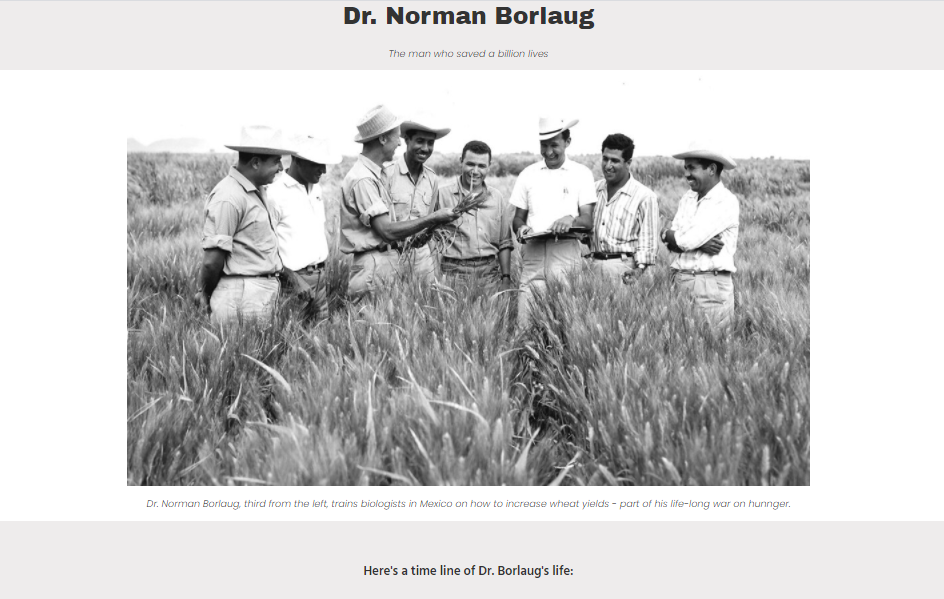 Dr. Norman Borlaug
The man who saved a billion lives
Dr. Norman Borlaug, third from the left, trains biologists in Mexico on how to increase wheat yields - part of his life-long war on hunnger.
Here's a time line of Dr. Borlaug's life: